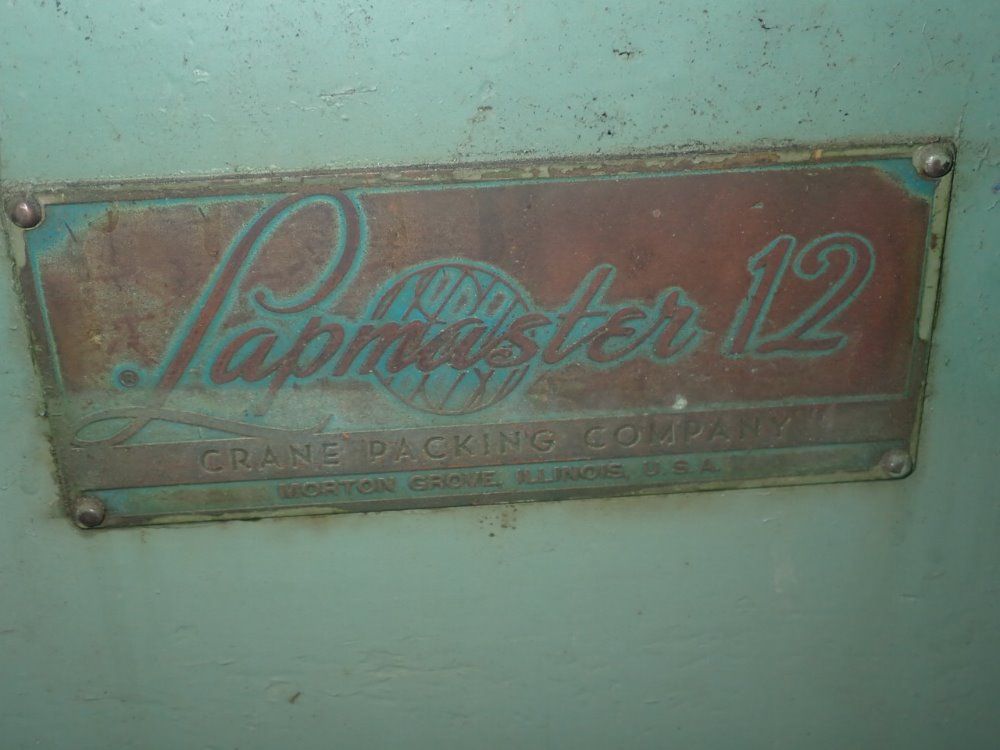 ® Lapmaster 12
CRANE PACKING COMPANY
MORTON GROVE, ILLINOIS, U.S.A.